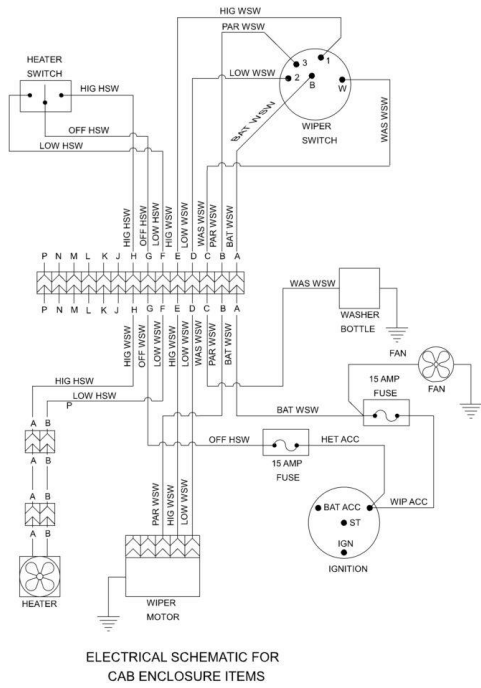 HIG WSW
PAR WSW
HEATER
SWITCH
HIG HSW
LOW WSW
3
1
2
B
W
WIPER
SWITCH
OFF HSW
LOW HSW
BAT WSW
WAS WSW
HIG HSW
OFF HSW
LOW HSW
HIG WSW
LOW WSW
WAS WSW
PAR WSW
BAT WSW
P N M L K J H G F E D C B A
P N M L K J H G F E D C B A
HIG WSW
OFF WSW
LOW WSW
HIG WSW
LOW WSW
WAS WSW
PAR WSW
BAT WSW
WAS WSW
WASHER
BOTTLE
FAN
FAN
15 AMP
FUSE
HIG HSW
LOW HSW
P
BAT WSW
A B
OFF HSW
HET ACC
15 AMP
FUSE
A B
A B
PAR WSW
HIG WSW
LOW WSW
BAT ACC
WIP ACC
ST
IGN
IGNITION
A B
HEATER
WIPER
MOTOR
ELECTRICAL SCHEMATIC FOR
CAB ENCLOSURE ITEMS